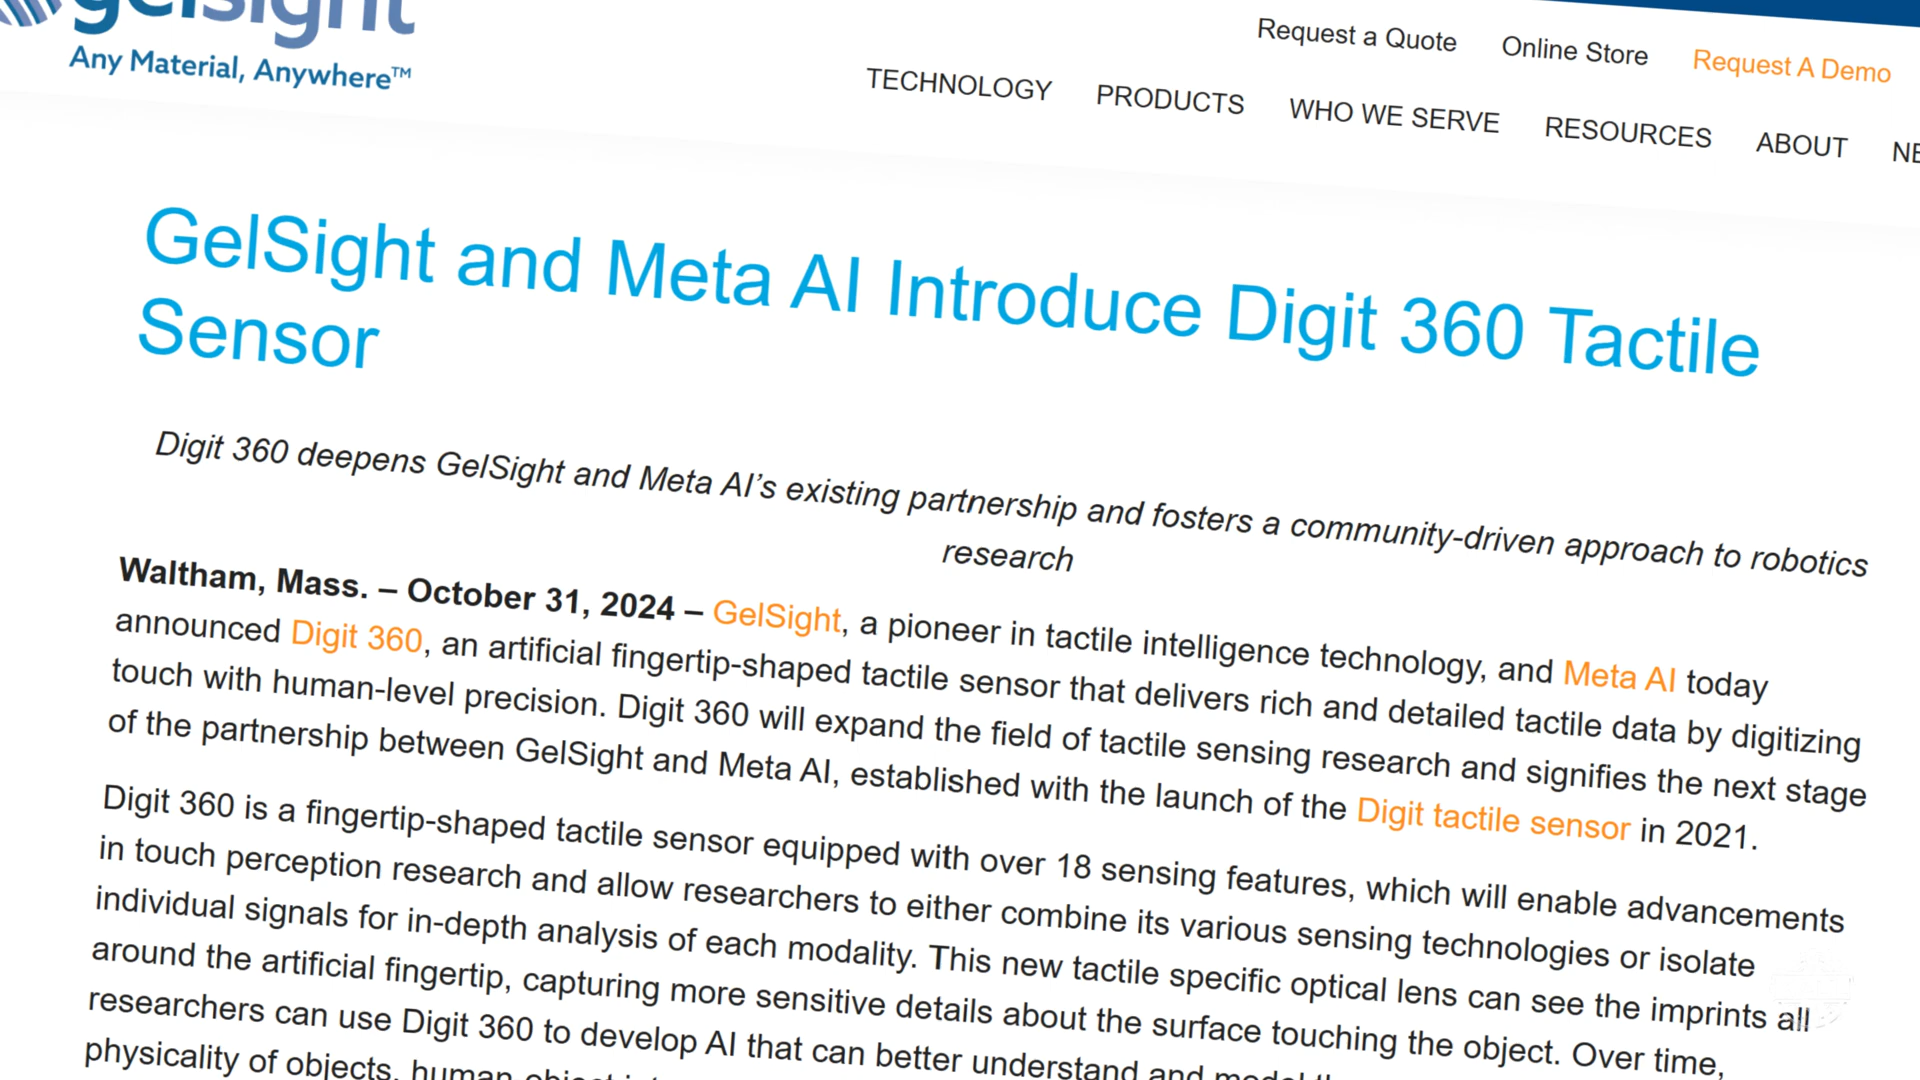 gelsight
Any Material, Anywhere™
Request a Quote Online Store Request A Demo
TECHNOLOGY PRODUCTS WHO WE SERVE RESOURCES ABOUT
GelSight and Meta AI Introduce Digit 360 Tactile
Sensor
Digit 360 deepens GelSight and Meta AI’s existing partnership and fosters a community-driven approach to robotics
research
Waltham, Mass. – October 31, 2024 – GelSight, a pioneer in tactile intelligence technology, and Meta AI today
announced Digit 360, an artificial fingertip-shaped tactile sensor that delivers rich and detailed tactile data by digitizing
touch with human-level precision. Digit 360 will expand the field of tactile sensing research and signifies the next stage
of the partnership between GelSight and Meta AI, established with the launch of the Digit tactile sensor in 2021.
Digit 360 is a fingertip-shaped tactile sensor equipped with over 18 sensing features, which will enable advancements
in touch perception research and allow researchers to either combine its various sensing technologies or isolate
individual signals for in-depth analysis of each modality. This new tactile specific optical lens can see the imprints all
around the artificial fingertip, capturing more sensitive details about the surface touching the object. Over time,
researchers can use Digit 360 to develop AI that can better understand and model
physicality of objects, human-object